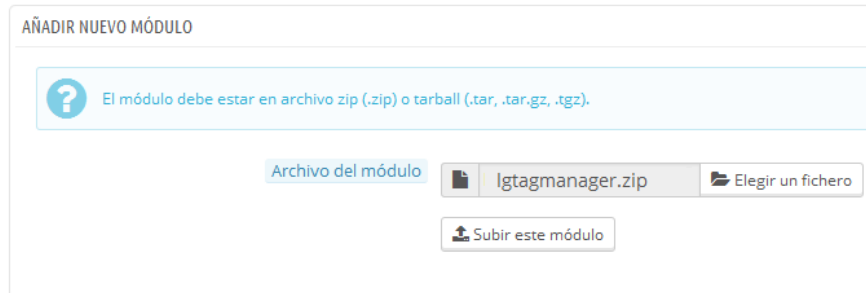 AÑADIR NUEVO MÓDULO
El módulo debe estar en archivo zip (.zip) o tarball (.tar, .tar.gz, .tgz).
Archivo del módulo lgtagmanager.zip Elegir un fichero
Subir este módulo